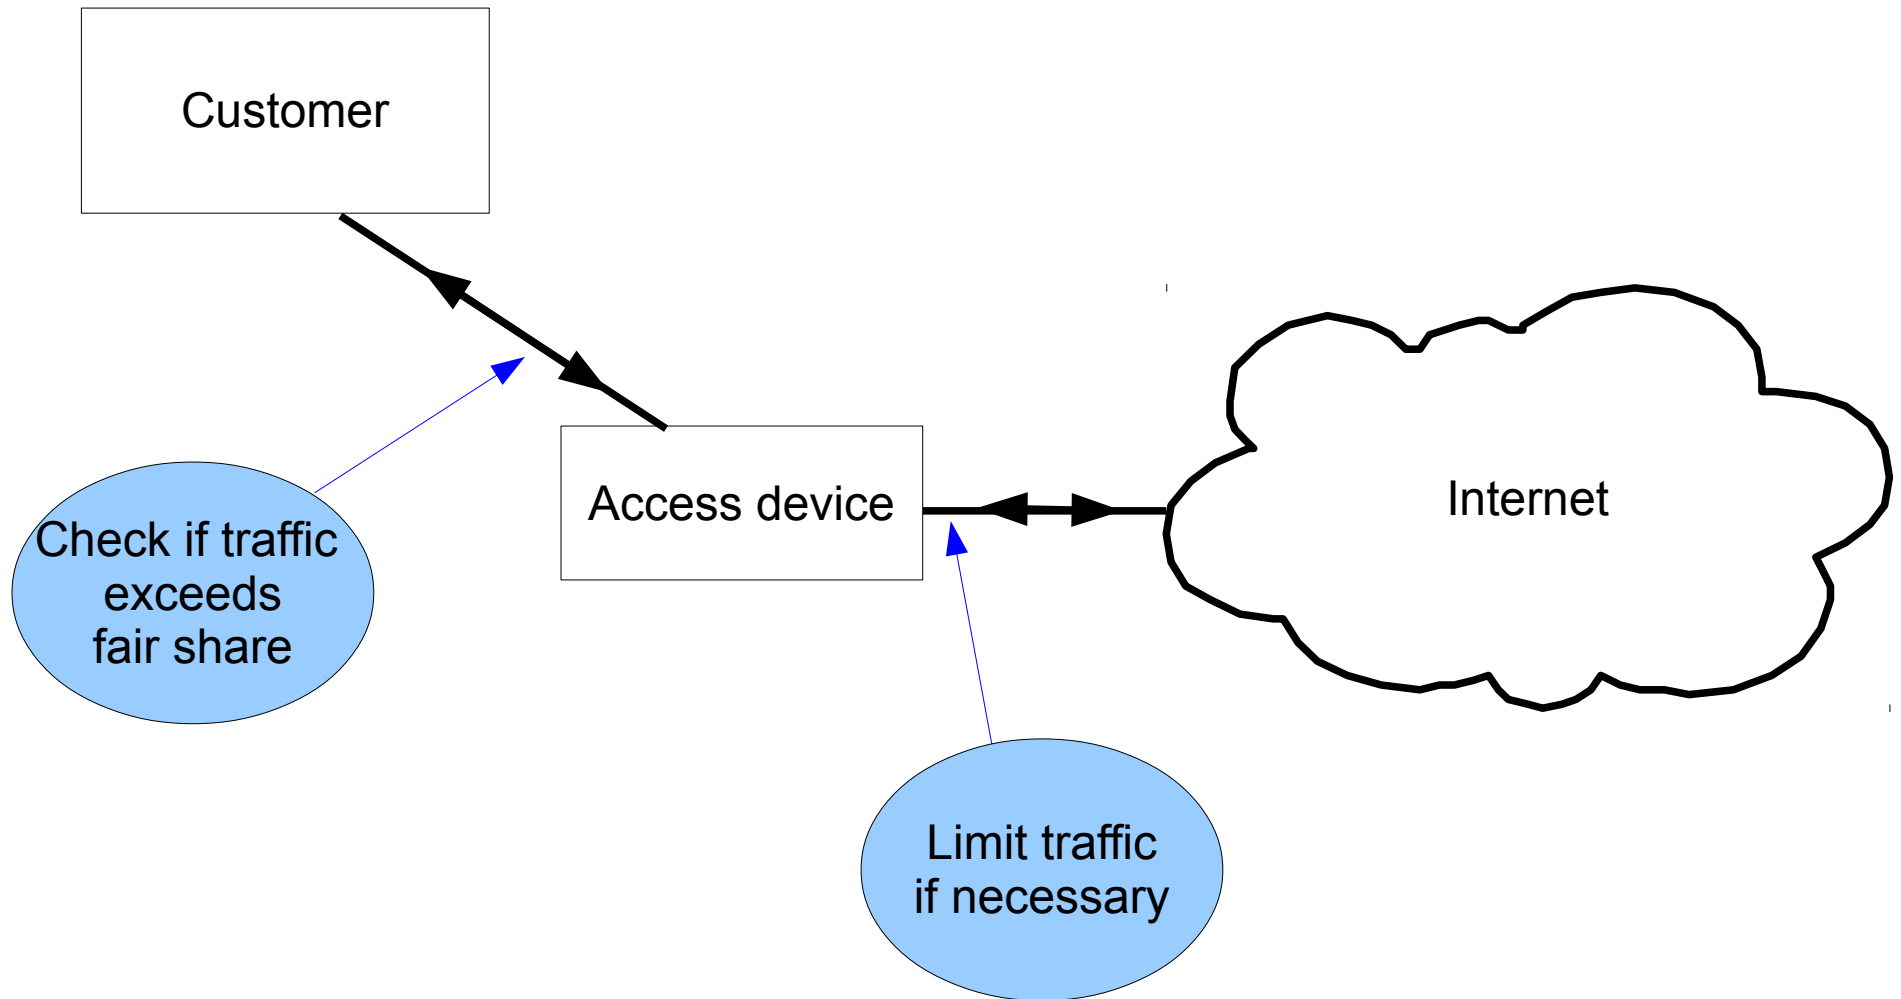 Customer
Access device
Internet
Check if traffic
exceeds
fair share
Limit traffic
if necessary